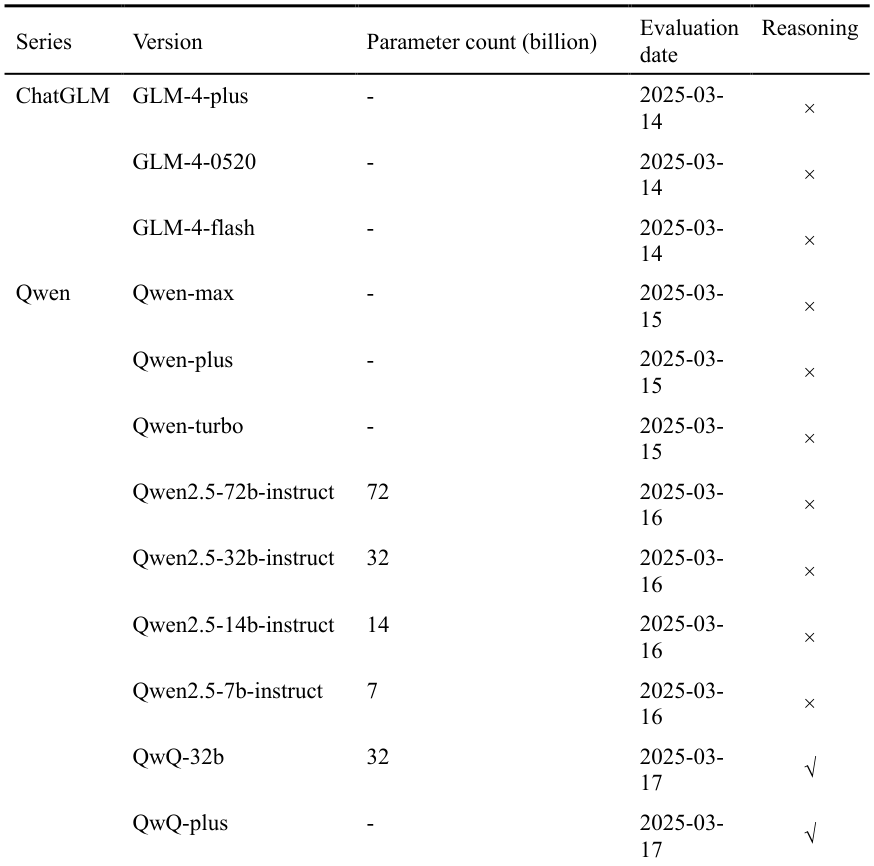 Series Version Parameter count (billion) Evaluation date Reasoning
ChatGLM GLM-4-plus - 2025-03-14 ×
GLM-4-0520 - 2025-03-14 ×
GLM-4-flash - 2025-03-14 ×
Qwen Qwen-max - 2025-03-15 ×
Qwen-plus - 2025-03-15 ×
Qwen-turbo - 2025-03-15 ×
Qwen2.5-72b-instruct 72 2025-03-16 ×
Qwen2.5-32b-instruct 32 2025-03-16 ×
Qwen2.5-14b-instruct 14 2025-03-16 ×
Qwen2.5-7b-instruct 7 2025-03-16 ×
QwQ-32b 32 2025-03-17 √
QwQ-plus - 2025-03-17 √